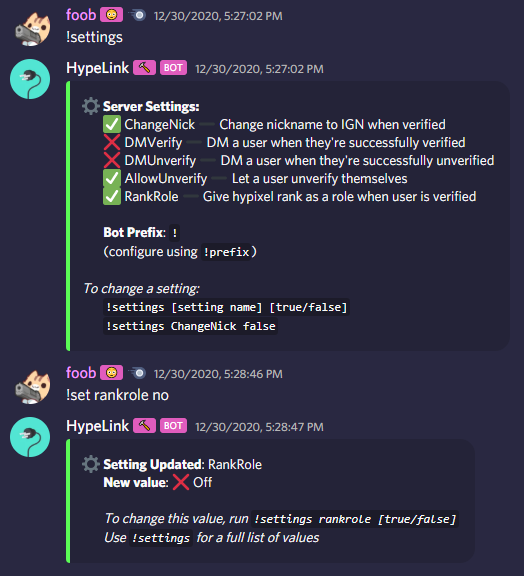 foob 12/30/2020, 5:27:02 PM
!settings
HypeLink BOT 12/30/2020, 5:27:02 PM
Server Settings:
ChangeNick — Change nickname to IGN when verified
DMVerify — DM a user when they're successfully verified
DMUnverify — DM a user when they're successfully unverified
AllowUnverify — Let a user unverify themselves
RankRole — Give hypixel rank as a role when user is verified
Bot Prefix: !
(configure using !prefix)
To change a setting:
!settings [setting name] [true/false]
!settings ChangeNick false
foob 12/30/2020, 5:28:46 PM
!set rankrole no
HypeLink BOT 12/30/2020, 5:28:47 PM
Setting Updated: RankRole
New value: ❌ Off
To change this value, run !settings rankrole [true/false]
Use !settings for a full list of values